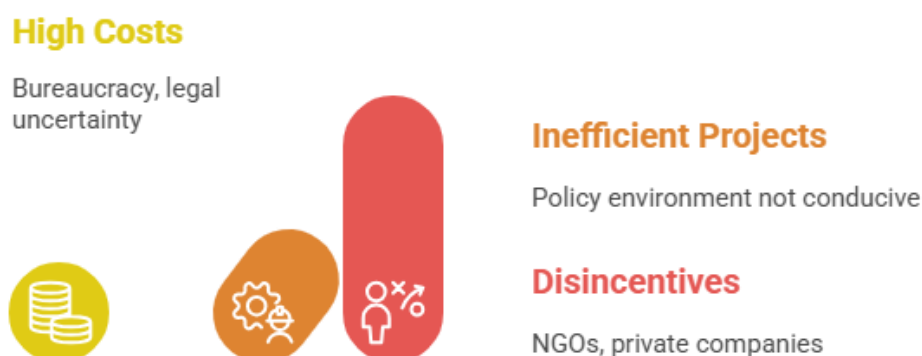 High Costs
Bureaucracy, legal
uncertainty
Inefficient Projects
Policy environment not conducive
Disincentives
NGOs, private companies